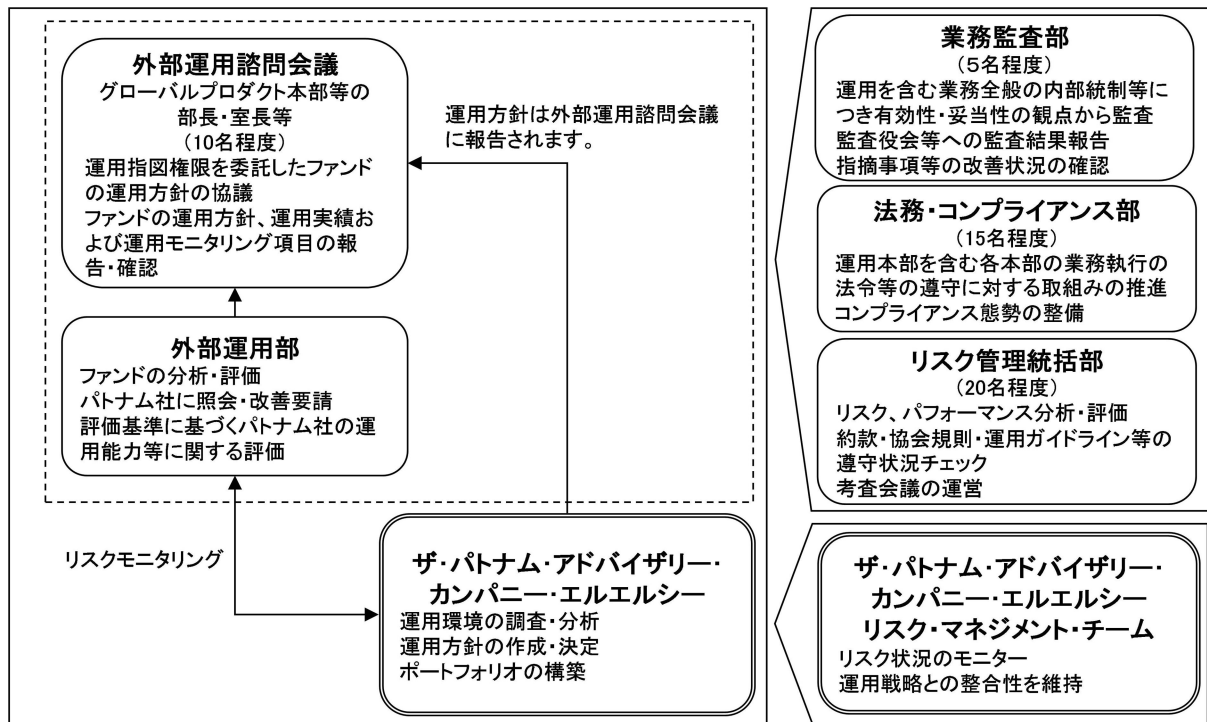 外部運用諮問会議
グローバルプロダクト本部等の
部長・室長等
(10名程度)
運用指図権限を委託したファンド
の運用方針の協議
ファンドの運用方針、運用実績お
よび運用モニタリング項目の報
告・確認
運用方針は外部運用諮問会議
に報告されます。
外部運用部
ファンドの分析・評価
パトナム社に照会・改善要請
評価基準に基づくパトナム社の運
用能力等に関する評価
リスクモニタリング
ザ・パトナム・アドバイザリー・
カンパニー・エルエルシー
運用環境の調査・分析
運用方針の作成・決定
ポートフォリオの構築
業務監査部
(5名程度)
運用を含む業務全般の内部統制等に
つき有効性・妥当性の観点から監査
監査役会等への監査結果報告
指摘事項等の改善状況の確認
法務・コンプライアンス部
(15名程度)
運用本部を含む各本部の業務執行の
法令等の遵守に対する取組みの推進
コンプライアンス態勢の整備
リスク管理統括部
(20名程度)
リスク、パフォーマンス分析・評価
約款・協会規則・運用ガイドライン等の
遵守状況チェック
考査会議の運営
ザ・パトナム・アドバイザリー・
カンパニー・エルエルシー
リスク・マネジメント・チーム
リスク状況のモニター
運用戦略との整合性を維持